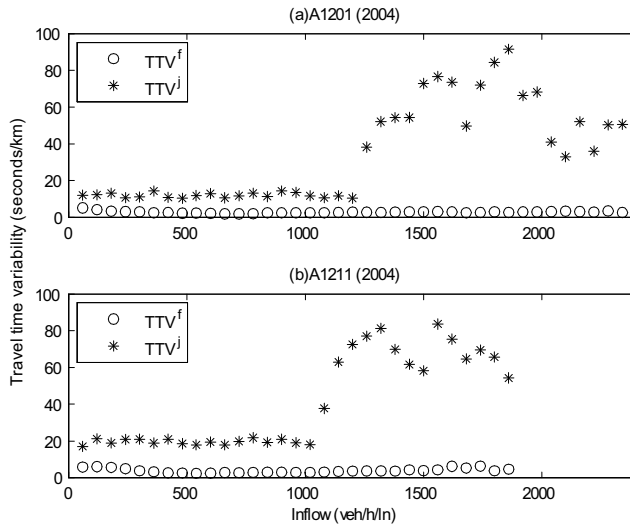 (a)A1201 (2004)
100
80
60
40
20
0
TTV^f
TTV^j
0
500
1000
1500
2000
Travel time variability (seconds/km)
(b)A1211 (2004)
100
80
60
40
20
0
TTV^f
TTV^j
0
500
1000
1500
2000
Inflow (veh/h/ln)